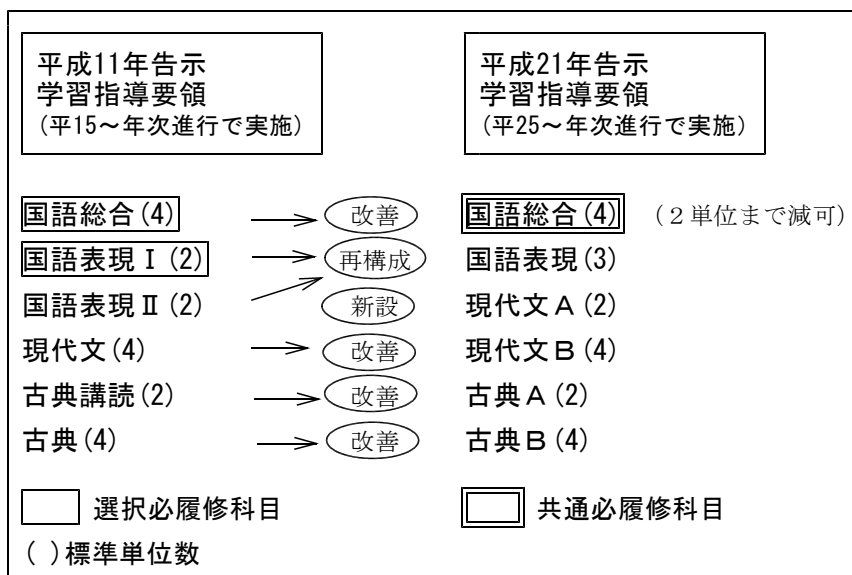 平成11年告示
学習指導要領
(平15～年次進行で実施)
平成21年告示
学習指導要領
(平25～年次進行で実施)
国語総合(4) 改善 国語総合(4) (2単位まで減可)
国語表現Ⅰ(2) 再構成 国語表現(3)
国語表現Ⅱ(2) 新設 現代文A(2)
現代文(4) 改善 現代文B(4)
古典講読(2) 改善 古典A(2)
古典(4) 改善 古典B(4)
選択必履修科目 共通必履修科目
( )標準単位数